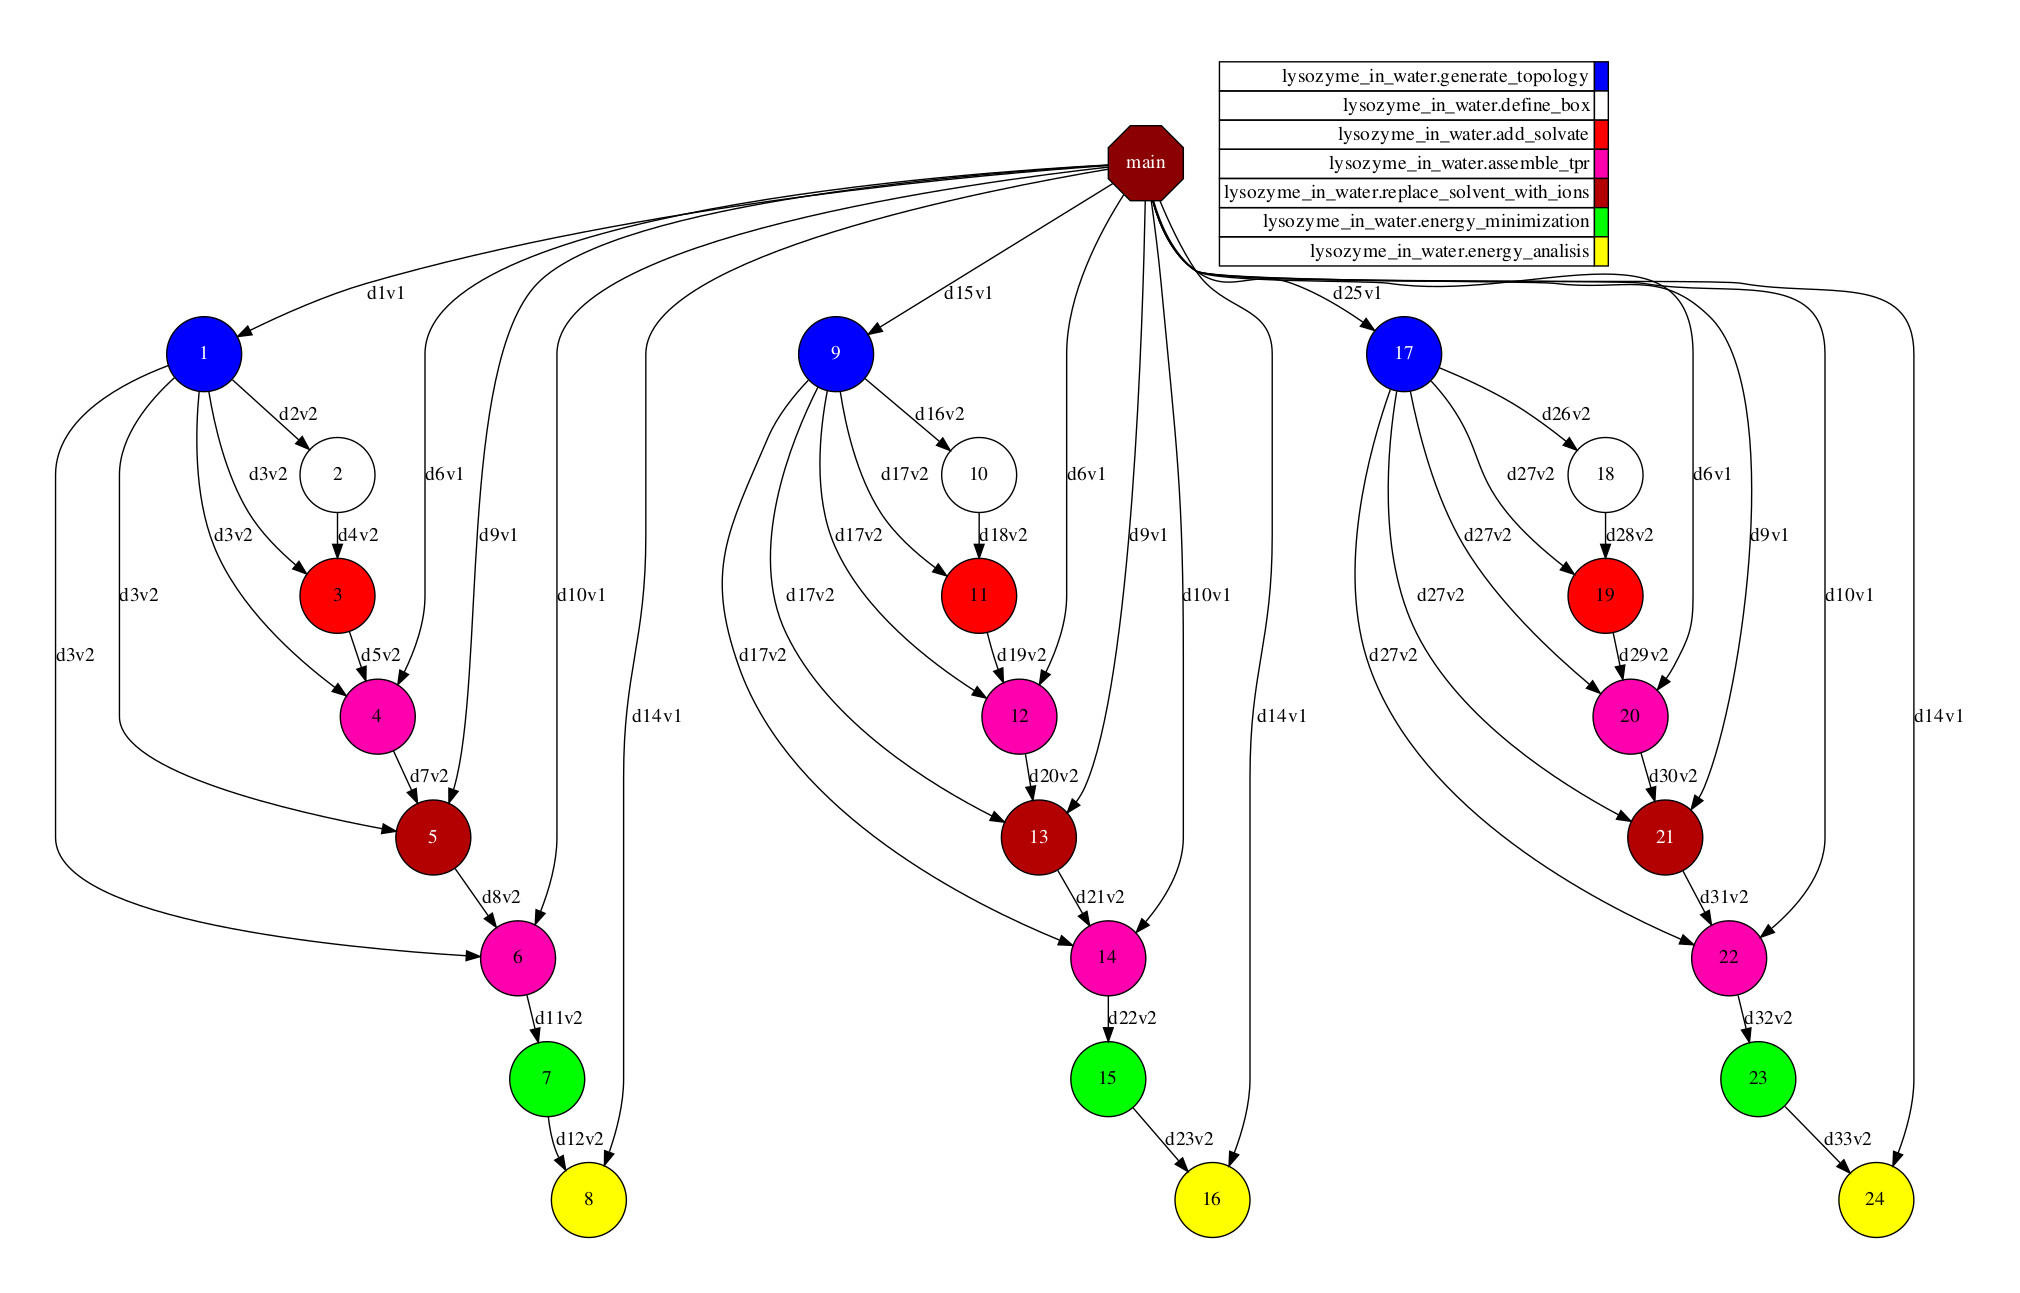 lysozyme_in_water.generate_topology
lysozyme_in_water.define_box
lysozyme_in_water.add_solvate
lysozyme_in_water.assemble_tpr
lysozyme_in_water.replace_solvent_with_ions
lysozyme_in_water.energy_minimization
lysozyme_in_water.energy_analisis
main
d1v1
d15v1
d25v1
1
9
17
d2v2
d16v2
d26v2
d3v2
2
d6v1
d17v2
10
d6v1
d27v2
18
d6v1
d3v2
d4v2
d9v1
d17v2
d18v2
d9v1
d27v2
d28v2
d9v1
d3v2
3
d10v1
d17v2
11
d10v1
d27v2
19
d10v1
d3v2
d5v2
d17v2
d19v2
d27v2
d29v2
4
d14v1
12
d14v1
20
d14v1
d7v2
d20v2
d30v2
5
13
21
d8v2
d21v2
d31v2
6
14
22
d11v2
d22v2
d32v2
7
15
23
d12v2
d23v2
d33v2
8
16
24